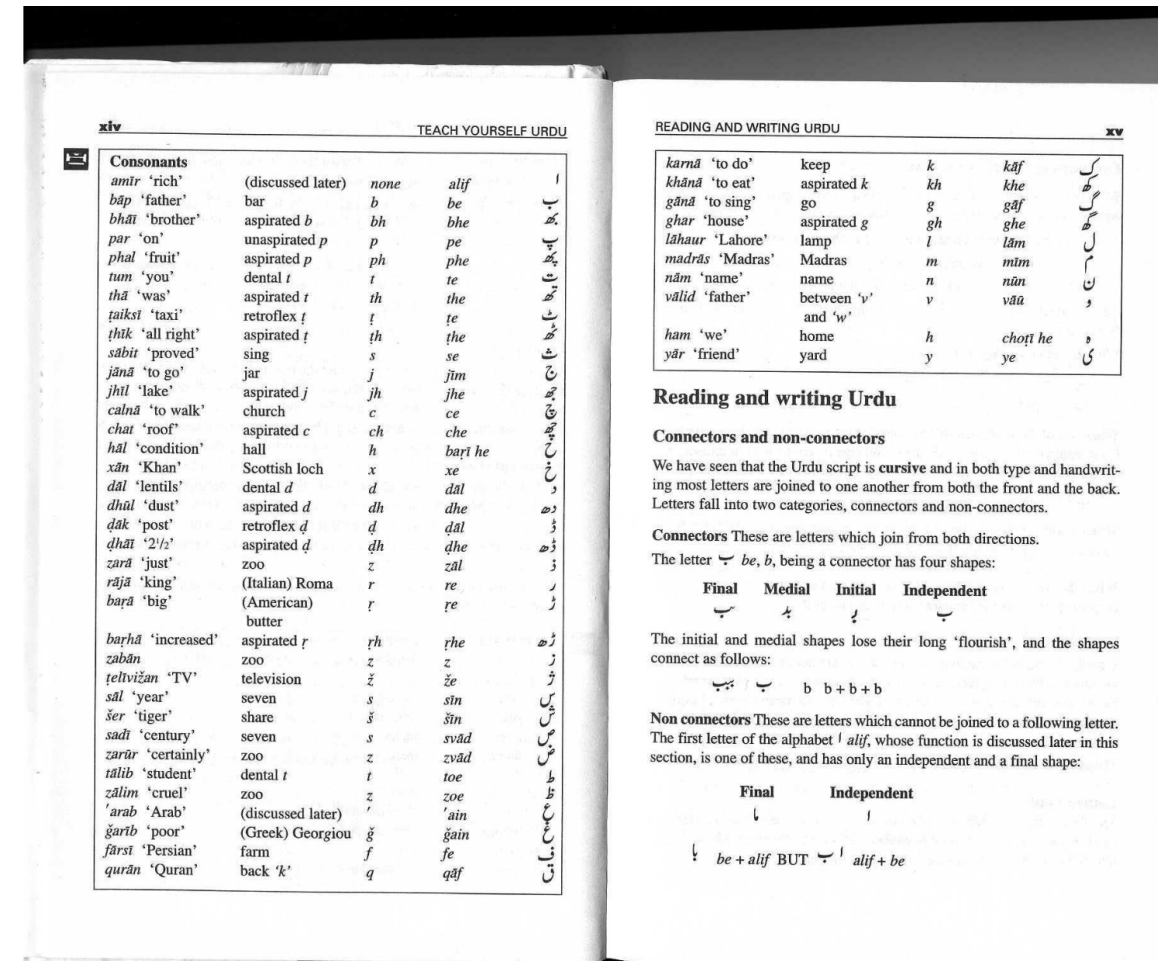 xiv TEACH YOURSELF URDU
Consonants
amīr ‘rich’ (discussed later) none alif ا
bāp ‘father’ bar b be ب
bhāī ‘brother’ aspirated b bh bhe بھ
par ‘on’ unaspirated p p pe پ
phal ‘fruit’ aspirated p ph phe پھ
tum ‘you’ dental t t te ت
thā ‘was’ aspirated t th the تھ
ṭaiksī ‘taxi’ retroflex ṭ ṭ ṭe ٹ
ṭhīk ‘all right’ aspirated ṭ ṭh ṭhe ٹھ
sābit ‘proved’ sing s se ث
jānā ‘to go’ jar j jīm ج
jhīl ‘lake’ aspirated j jh jhe جھ
calnā ‘to walk’ church c ce چ
chat ‘roof’ aspirated c ch che چھ
hāl ‘condition’ hall h baṛī he ح
xān ‘Khan’ Scottish loch x xe خ
dāl ‘lentils’ dental d d dāl د
dhūl ‘dust’ aspirated d dh dhe دھ
ḍāk ‘post’ retroflex ḍ ḍ ḍāl ڈ
ḍhāī ‘2½’ aspirated ḍ ḍh ḍhe ڈھ
zarā ‘just’ zoo z zāl ذ
rājā ‘king’ (Italian) Roma r re ر
baṛā ‘big’ (American) ṛ ṛe ڑ
butter
baṛhā ‘increased’ aspirated ṛ ṛh ṛhe ڑھ
zabān zoo z z ز
ṭelīvižan ‘TV’ television ž že ژ
sāl ‘year’ seven s sīn س
šer ‘tiger’ share š šīn ش
sadī ‘century’ seven s svād ص
zarūr ‘certainly’ zoo z zvād ض
tālib ‘student’ dental t t toe ط
zālim ‘cruel’ zoo z zoe ظ
‘arab ‘Arab’ (discussed later) ‘ ‘ain ع
ğarīb ‘poor’ (Greek) Georgiou ğ ğain غ
fārsī ‘Persian’ farm f fe ف
qurān ‘Quran’ back ‘k’ q qāf ق
READING AND WRITING URDU xv
karnā ‘to do’ keep k kāf ک
khānā ‘to eat’ aspirated k kh khe کھ
gānā ‘to sing’ go g gāf گ
ghar ‘house’ aspirated g gh ghe گھ
lāhaur ‘Lahore’ lamp l lām ل
madrās ‘Madras’ Madras m mīm م
nām ‘name’ name n nūn ن
vālid ‘father’ between ‘v’ v vāū و
and ‘w’
ham ‘we’ home h choṭī he ه
yār ‘friend’ yard y ye ی
Reading and writing Urdu
Connectors and non-connectors
We have seen that the Urdu script is cursive and in both type and handwrit-
ing most letters are joined to one another from both the front and the back.
Letters fall into two categories, connectors and non-connectors.
Connectors These are letters which join from both directions.
The letter ب be, b, being a connector has four shapes:
Final Medial Initial Independent
ـب ـبـ بـ ب
The initial and medial shapes lose their long ‘flourish’, and the shapes
connect as follows:
ببب ب b b + b + b
Non connectors These are letters which cannot be joined to a following letter.
The first letter of the alphabet ا alif, whose function is discussed later in this
section, is one of these, and has only an independent and a final shape:
Final Independent
ـا ا
با be + alif BUT اب alif + be